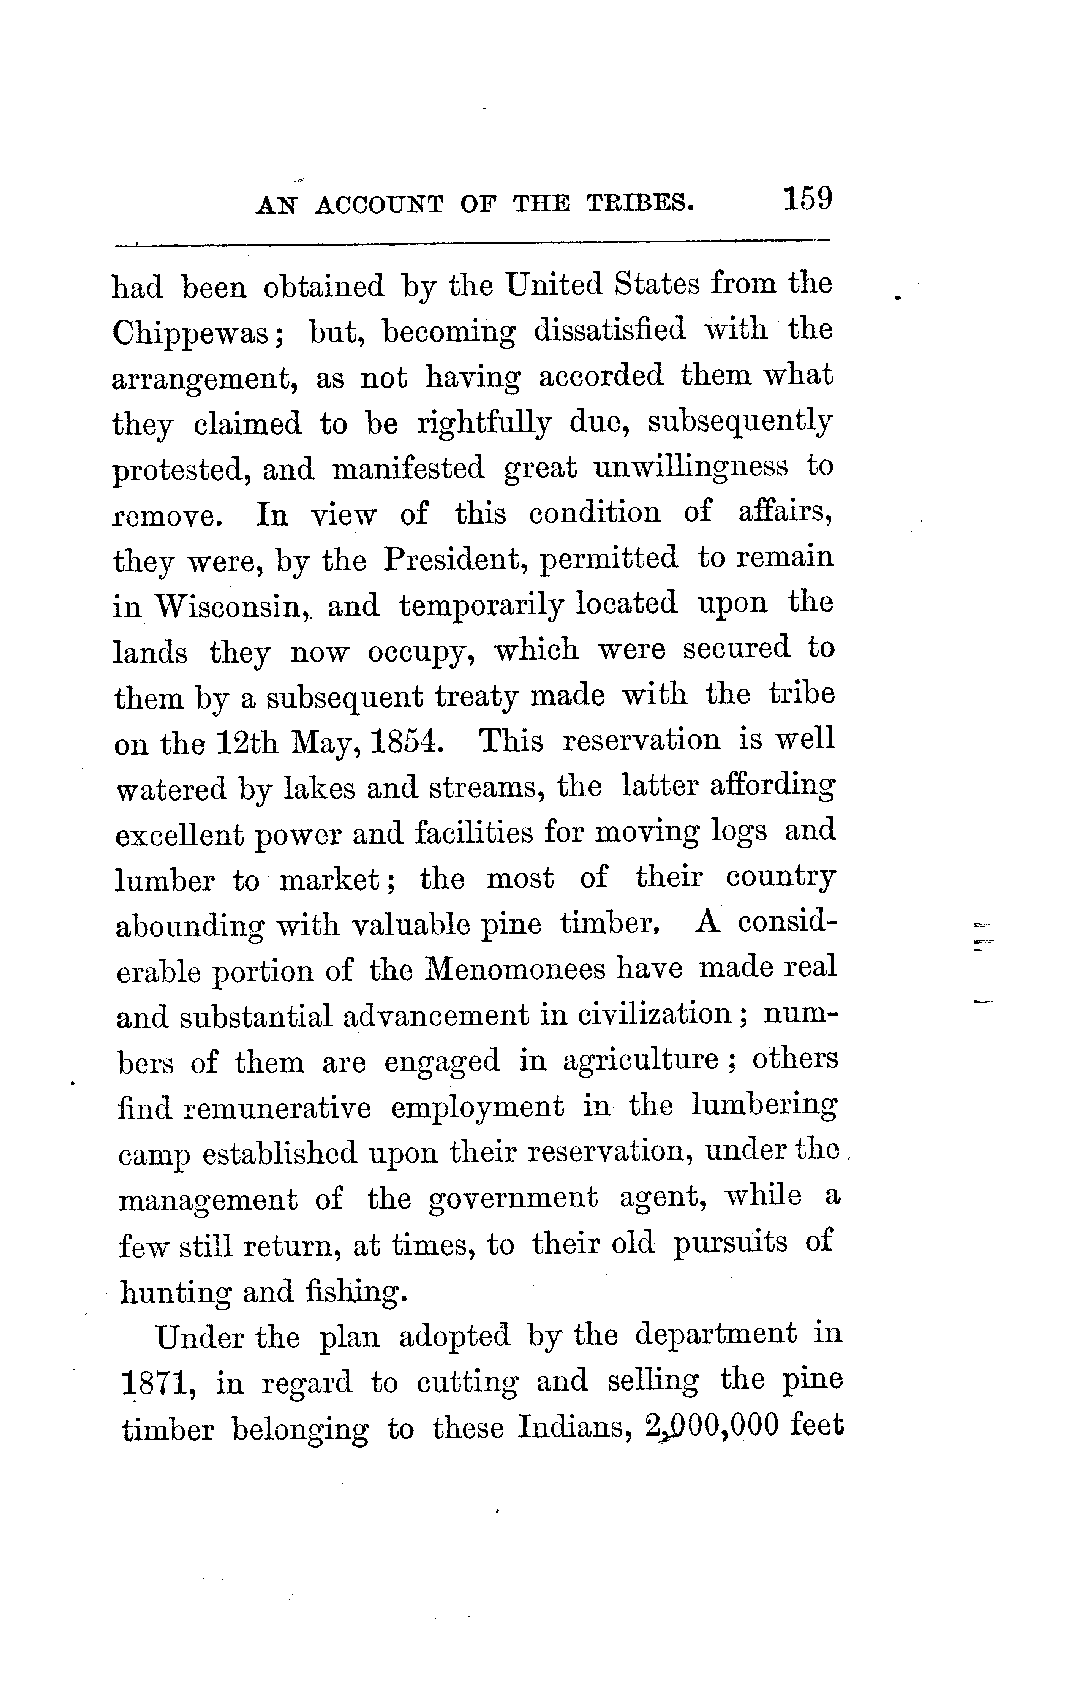 AN ACCOUNT OF THE TRIBES. 159
had been obtained by the United States from the
Chippewas; but, becoming dissatisfied with the
arrangement, as not having accorded them what
they claimed to be rightfully due, subsequently
protested, and manifested great unwillingness to
remove. In view of this condition of affairs,
they were, by the President, permitted to remain
in Wisconsin, and temporarily located upon the
lands they now occupy, which were secured to
them by a subsequent treaty made with the tribe
on the 12th May, 1854. This reservation is well
watered by lakes and streams, the latter affording
excellent power and facilities for moving logs and
lumber to market; the most of their country
abounding with valuable pine timber. A consid-
erable portion of the Menomonees have made real
and substantial advancement in civilization; num-
bers of them are engaged in agriculture; others
find remunerative employment in the lumbering
camp established upon their reservation, under the
management of the government agent, while a
few still return, at times, to their old pursuits of
hunting and fishing.
Under the plan adopted by the department in
1871, in regard to cutting and selling the pine
timber belonging to these Indians, 2,000,000 feet